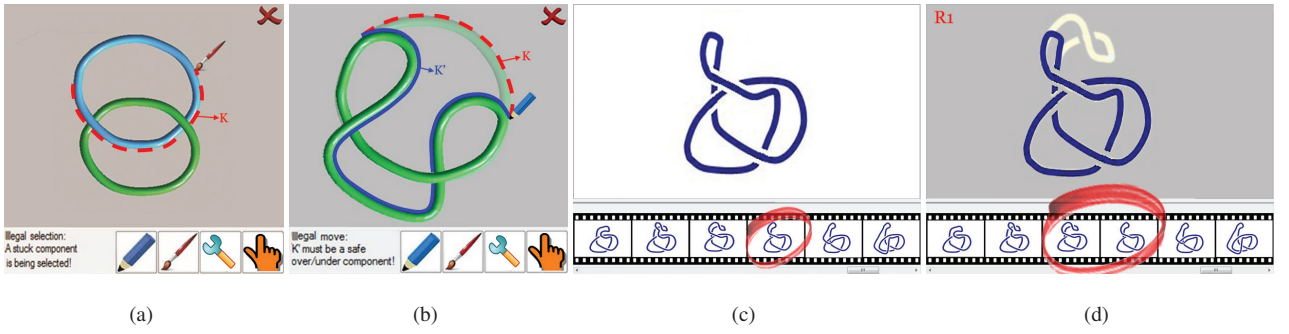 K
Illegal selection:
A stuck component
is being selected!
K
K'
Illegal move:
K' must be a safe
over/under component!
R1
(a)
(b)
(c)
(d)